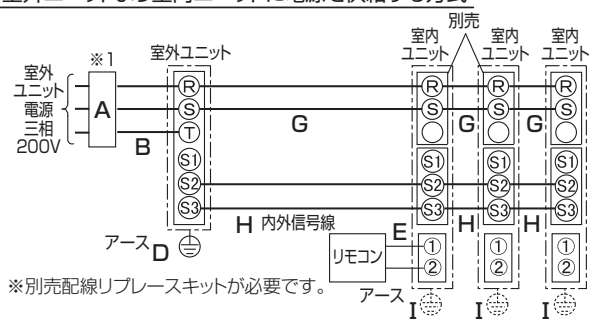 室外ユニットより室内ユニットに電源を供給する方式
別売
※1
室外ユニット
室内
ユニット
室内
ユニット
室内
ユニット
室外
ユニット
電源
三相
200V
A
B
R
S
T
S1
S2
S3
G
G
G
R
S
S1
S2
S3
R
S
S1
S2
S3
R
S
S1
S2
S3
H 内外信号線
H
H
アース D
E
リモコン
① ②
① ②
① ②
※別売配線リプレースキットが必要です。
アース
I
I
I